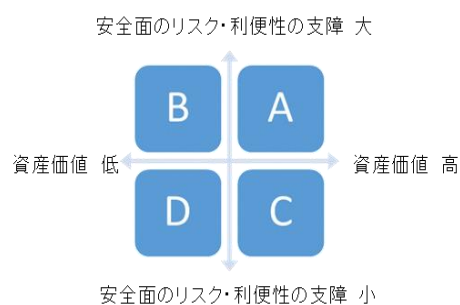 安全面のリスク・利便性の支障 大
B
A
資産価値 低
資産価値 高
D
C
安全面のリスク・利便性の支障 小